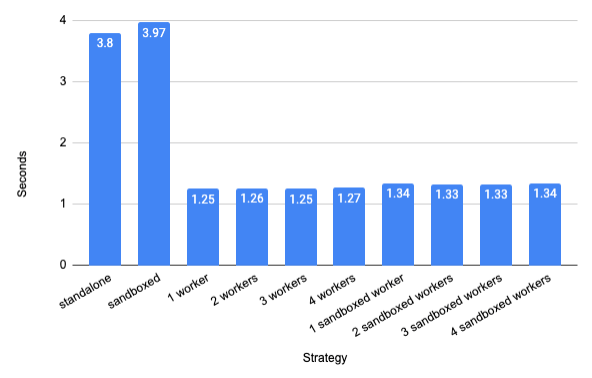 4
3
2
1
0
Seconds
3.8
3.97
1.25
1.26
1.25
1.27
1.34
1.33
1.33
1.34
standalone
sandboxed
1 worker
2 workers
3 workers
4 workers
1 sandboxed worker
2 sandboxed workers
3 sandboxed workers
4 sandboxed workers
Strategy